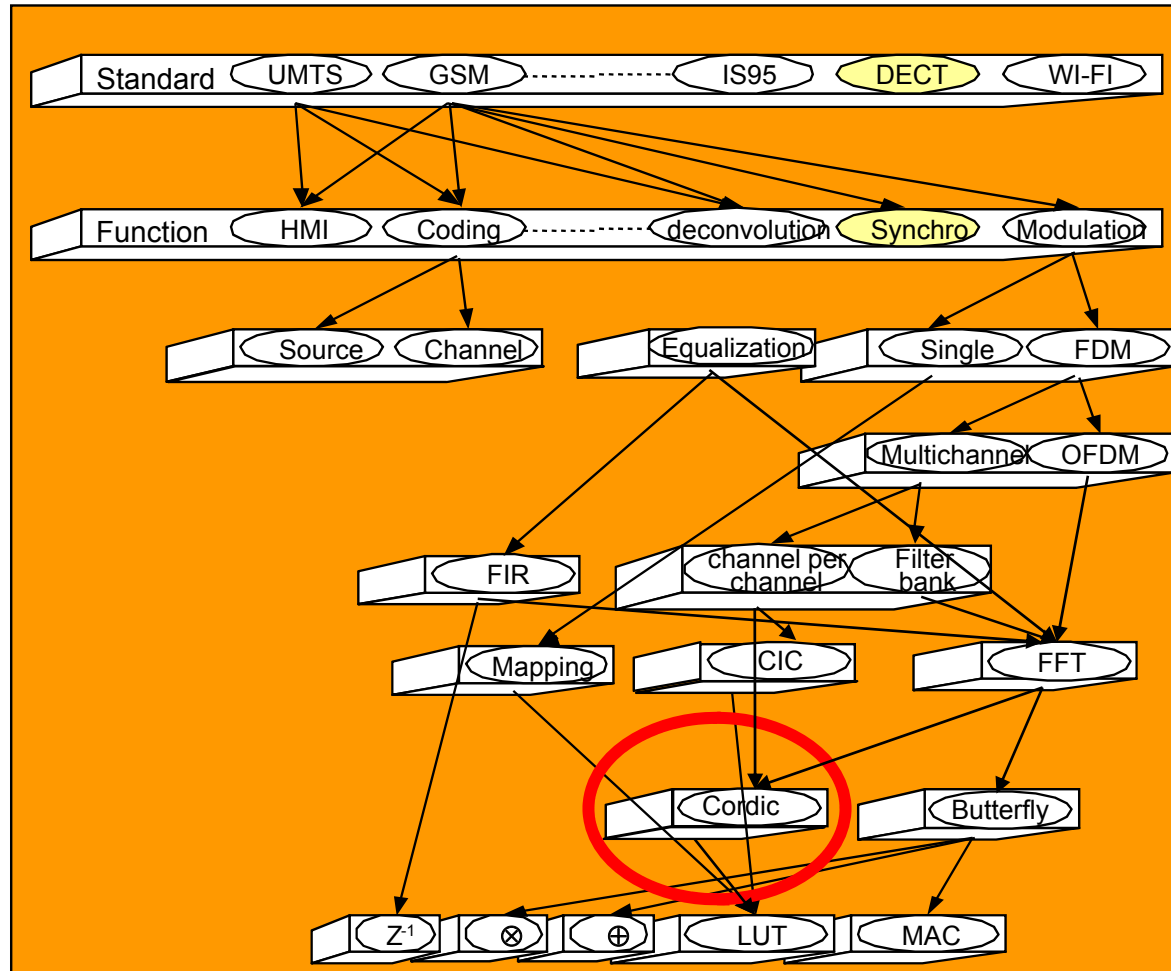 Standard UMTS GSM IS95 DECT WI-FI
Function HMI Coding deconvolution Synchro Modulation
Source Channel Equalization Single FDM
Multichannel OFDM
FIR channel per channel Filter bank
Mapping CIC FFT
Cordic Butterfly
Z-1 ⊗ ⊕ LUT MAC